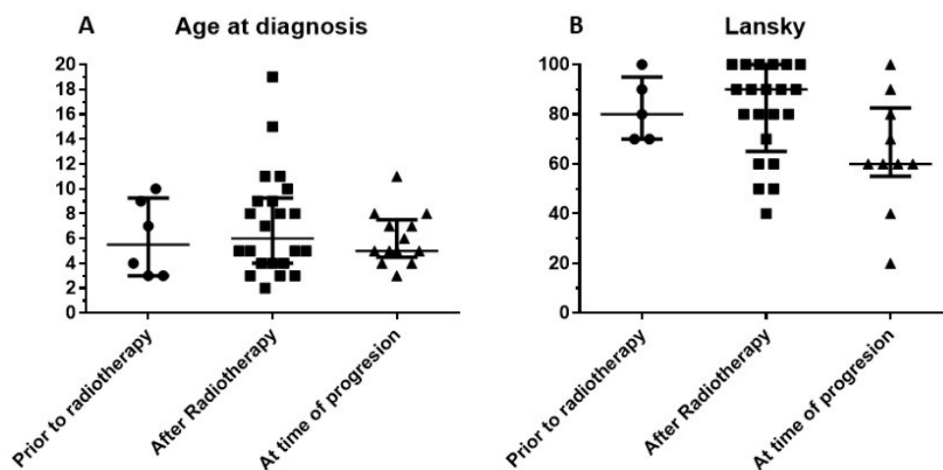 A Age at diagnosis
20
18
16
14
12
10
8
6
4
2
0
Prior to radiotherapy
After Radiotherapy
At time of progresion
B Lansky
100
80
60
40
20
0
Prior to radiotherapy
After Radiotherapy
At time of progresion